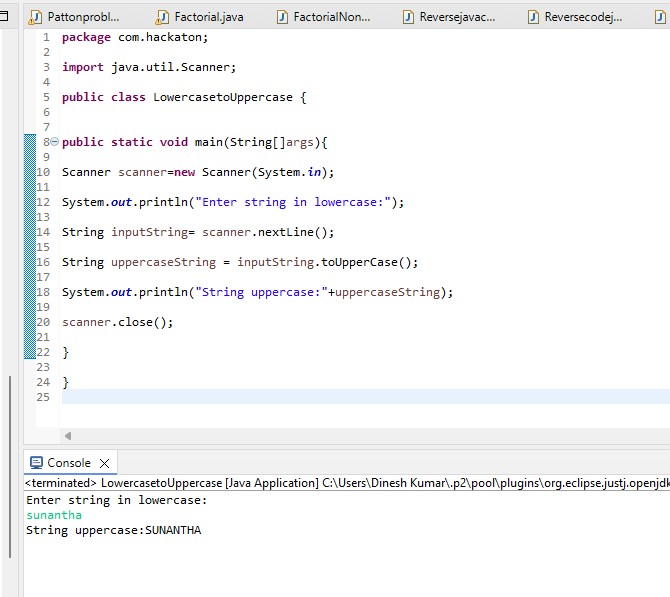 Pattonprobl... Factorial.java FactorialNon... Reversejavac... Reversecodej...
1 package com.hackaton;
2
3 import java.util.Scanner;
4
5 public class LowercasetoUppercase {
6
7
8 public static void main(String[]args){
9
10 Scanner scanner=new Scanner(System.in);
11
12 System.out.println("Enter string in lowercase:");
13
14 String inputString= scanner.nextLine();
15
16 String uppercaseString = inputString.toUpperCase();
17
18 System.out.println("String uppercase:"+uppercaseString);
19
20 scanner.close();
21
22 }
23
24 }
25
Console
<terminated> LowercasetoUppercase [Java Application] C:\Users\Dinesh Kumar\.p2\pool\plugins\org.eclipse.justj.openjdk
Enter string in lowercase:
sunantha
String uppercase:SUNANTHA